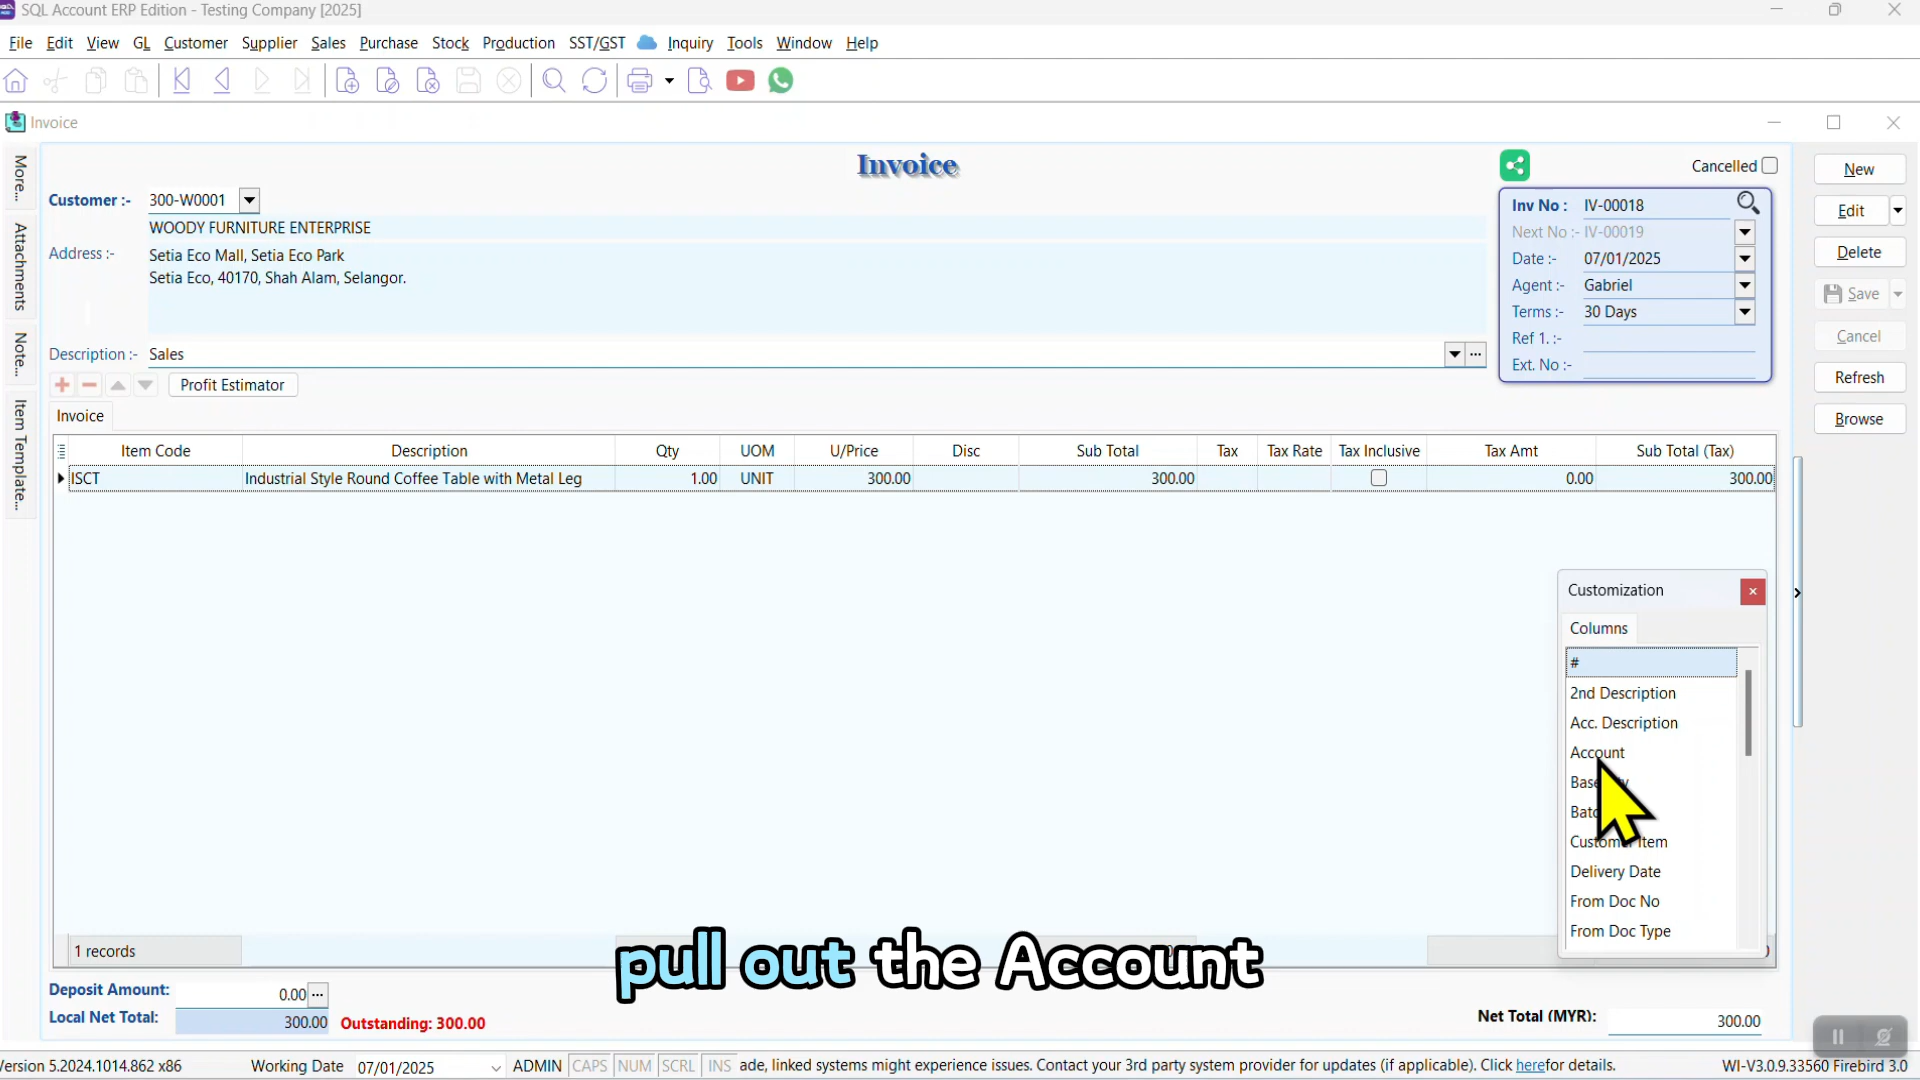 SQL Account ERP Edition - Testing Company [2025]
File Edit View GL Customer Supplier Sales Purchase Stock Production SST/GST Inquiry Tools Window Help
Invoice
Invoice
Cancelled
More...
Attachments
Note...
Item Template...
Customer :- 300-W0001
WOODY FURNITURE ENTERPRISE
Address :- Setia Eco Mall, Setia Eco Park
Setia Eco, 40170, Shah Alam, Selangor.
Description :- Sales
Inv No : IV-00018
Next No :- IV-00019
Date :- 07/01/2025
Agent :- Gabriel
Terms :- 30 Days
Ref 1. :-
Ext. No :-
New
Edit
Delete
Save
Cancel
Refresh
Browse
Profit Estimator
Invoice
Item Code Description Qty UOM U/Price Disc Sub Total Tax Tax Rate Tax Inclusive Tax Amt Sub Total (Tax)
ISCT Industrial Style Round Coffee Table with Metal Leg 1.00 UNIT 300.00 300.00 0.00 300.00
Customization
Columns
#
2nd Description
Acc. Description
Account
Delivery Date
From Doc No
From Doc Type
1 records
pull out the Account
Deposit Amount: 0.00
Local Net Total: 300.00 Outstanding: 300.00
Net Total (MYR): 300.00
Version 5.2024.1014.862 x86 Working Date 07/01/2025 ADMIN CAPS NUM SCRL INS ade, linked systems might experience issues. Contact your 3rd party system provider for updates (if applicable). Click here for details. WI-V3.0.9.33560 Firebird 3.0